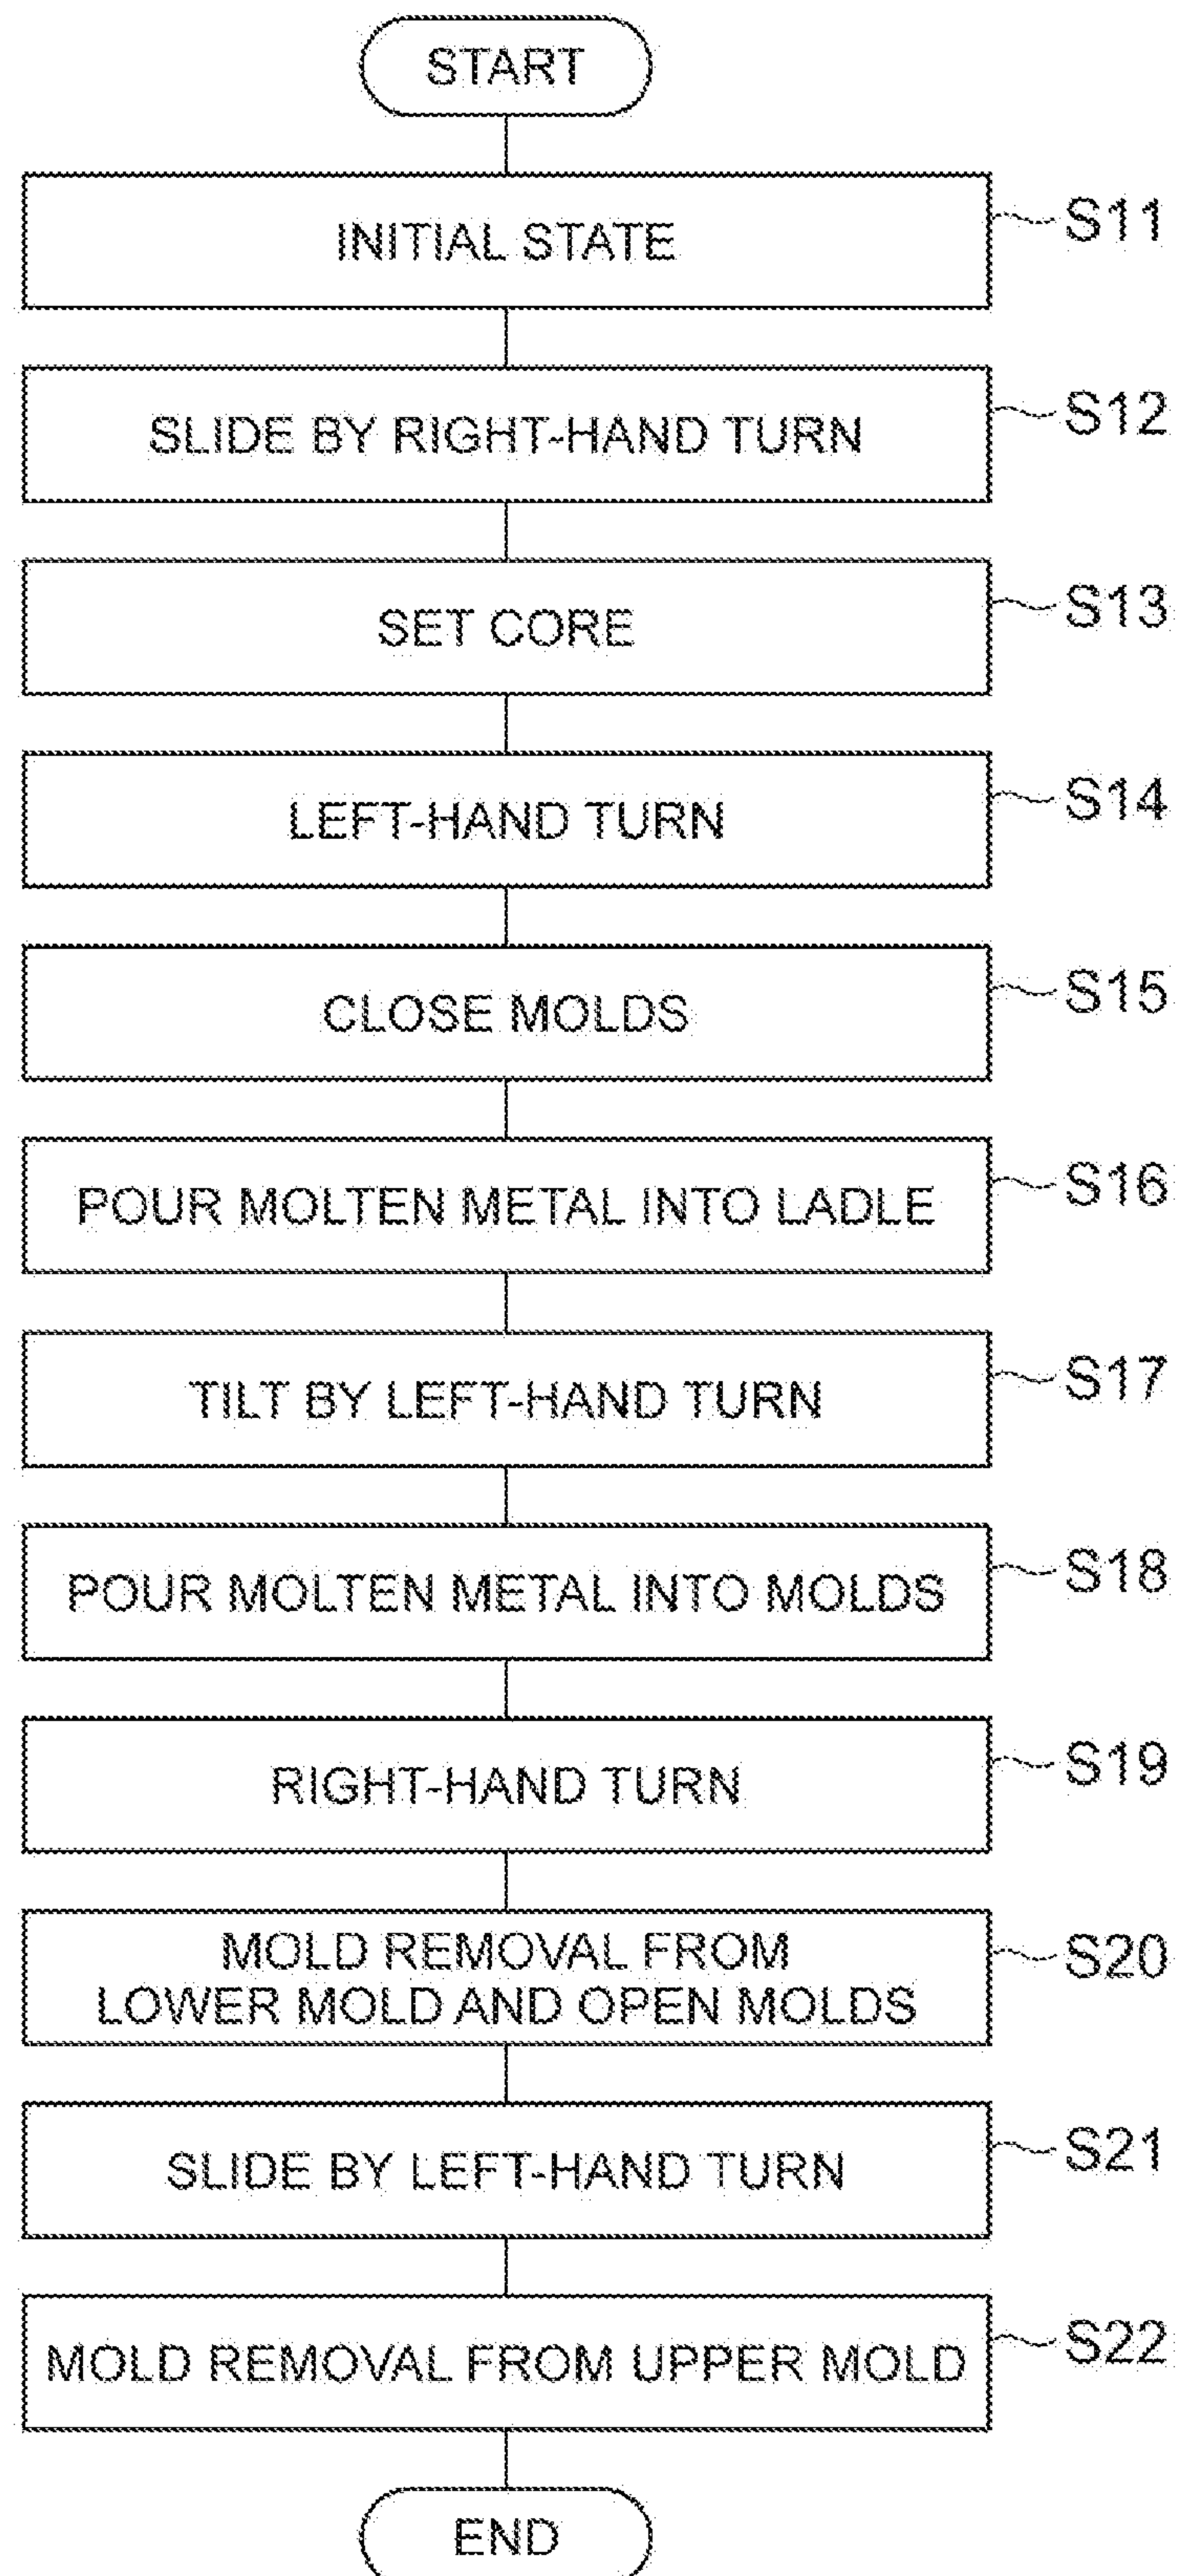 START
INITIAL STATE
S11
SLIDE BY RIGHT-HAND TURN
S12
SET CORE
S13
LEFT-HAND TURN
S14
CLOSE MOLDS
S15
POUR MOLTEN METAL INTO LADLE
S16
TILT BY LEFT-HAND TURN
S17
POUR MOLTEN METAL INTO MOLDS
S18
RIGHT-HAND TURN
S19
MOLD REMOVAL FROM
LOWER MOLD AND OPEN MOLDS
S20
SLIDE BY LEFT-HAND TURN
S21
MOLD REMOVAL FROM UPPER MOLD
S22
END